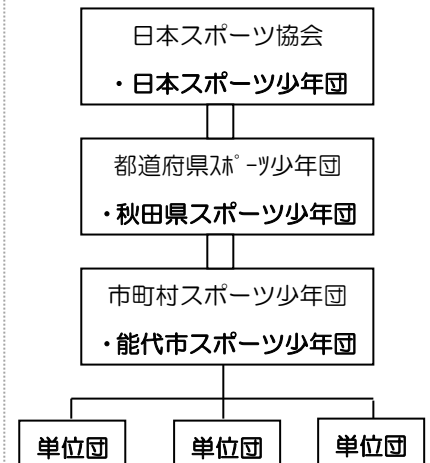 日本スポーツ協会
・日本スポーツ少年団
都道府県ｽﾎﾟｰﾂ少年団
・秋田県スポーツ少年団
市町村スポーツ少年団
・能代市スポーツ少年団
単位団 単位団 単位団